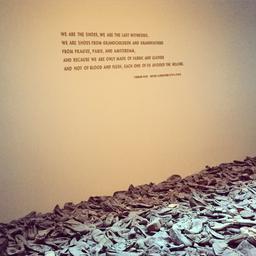 WE ARE THE SHOES, WE ARE THE LAST WITNESSES.
WE ARE SHOES FROM GRANDCHILDREN AND GRANDFATHERS
FROM PRAGUE, PARIS, AND AMSTERDAM,
AND BECAUSE WE ARE ONLY MADE OF FABRIC AND LEATHER
AND NOT OF BLOOD AND FLESH, EACH ONE OF US AVOIDED THE HELLFIRE.